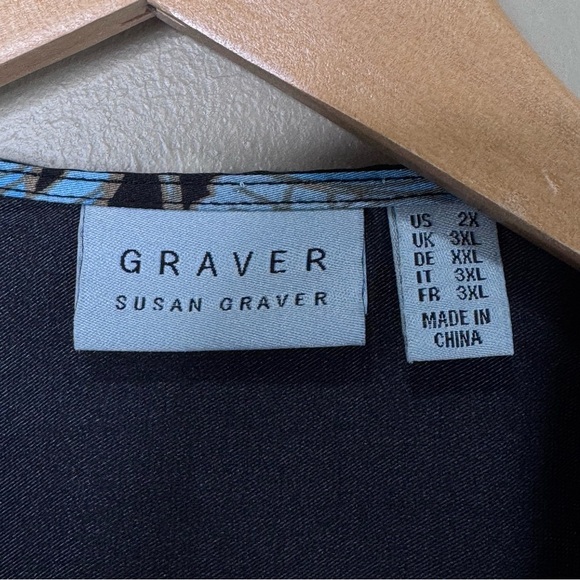 GRAVER
SUSAN GRAVER
US 2X
UK 3XL
DE XXL
IT 3XL
FR 3XL
MADE IN
CHINA